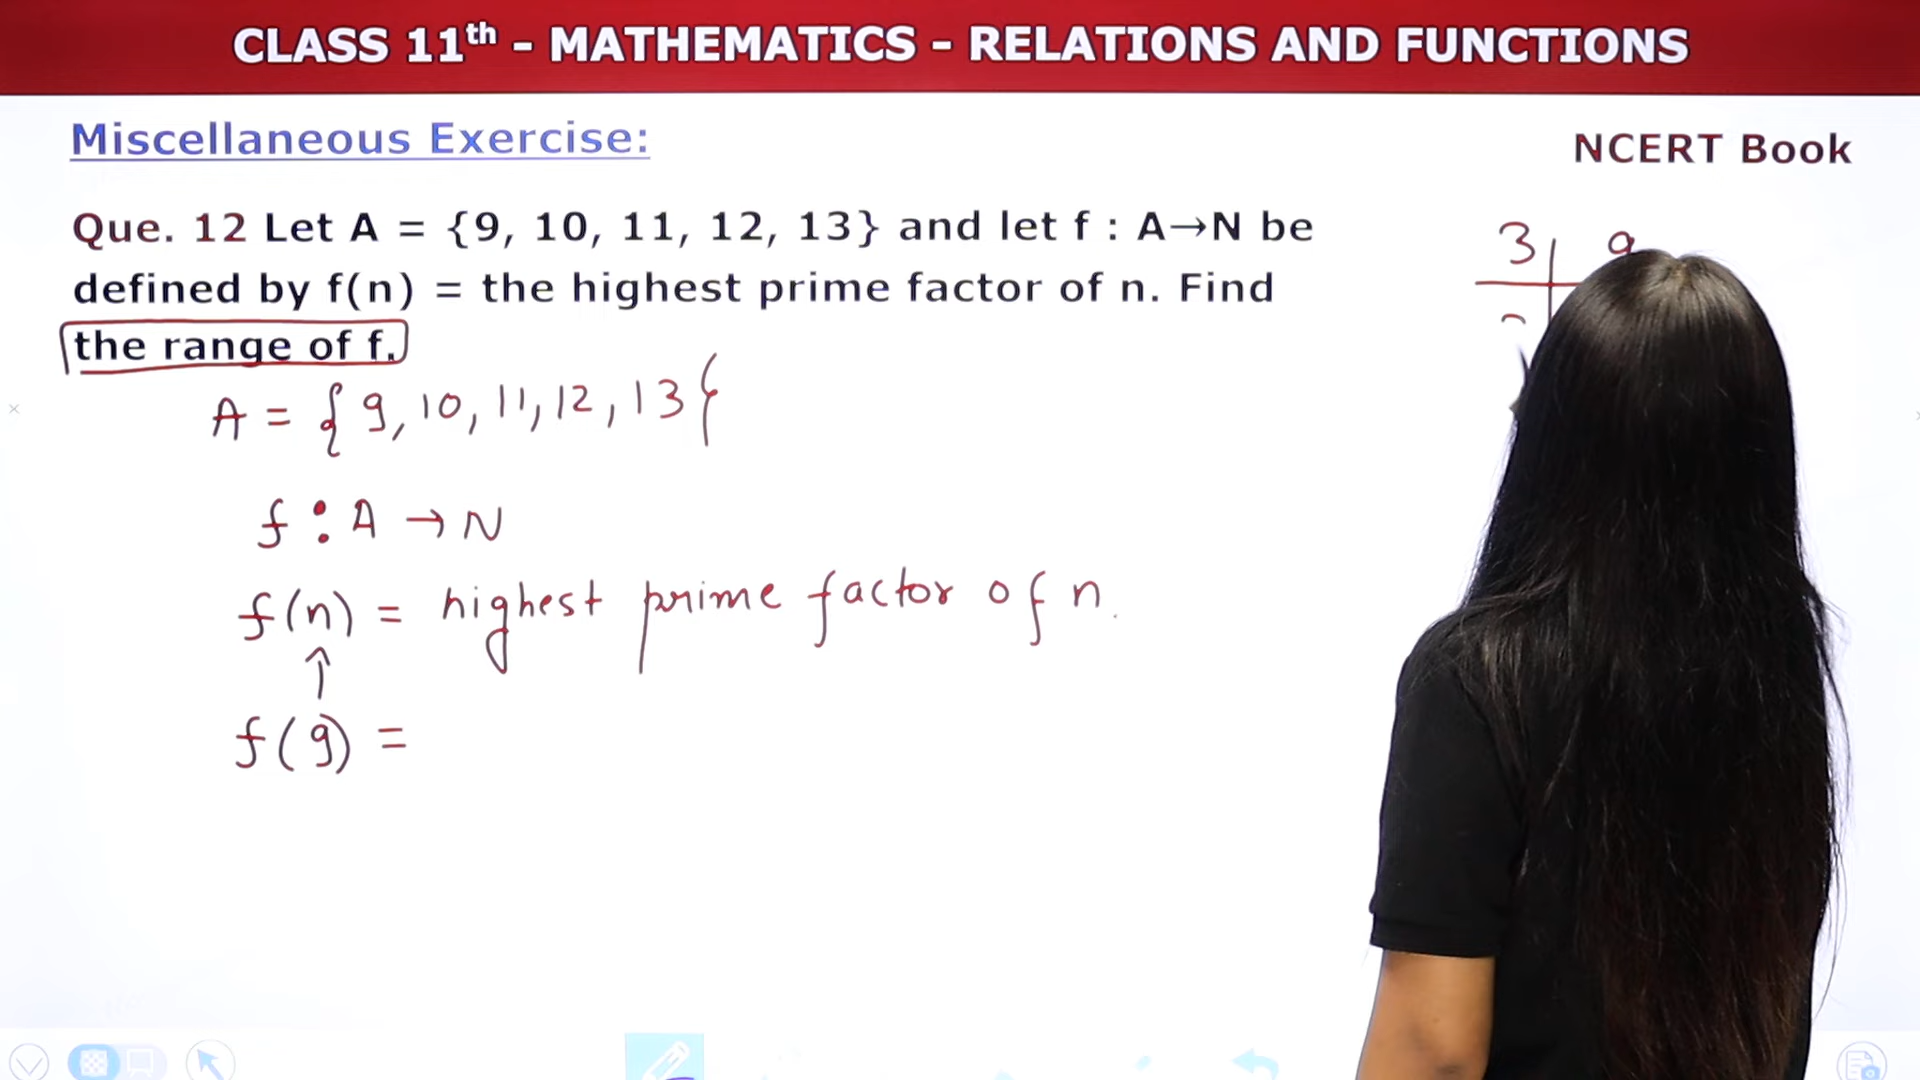 CLASS 11th - MATHEMATICS - RELATIONS AND FUNCTIONS
Miscellaneous Exercise:
NCERT Book
Que. 12 Let A = {9, 10, 11, 12, 13} and let f : A→N be
defined by f(n) = the highest prime factor of n. Find
the range of f.
3 9
A = { 9, 10, 11, 12, 13 }
f : A → N
f(n) = highest prime factor of n.
↑
f(9) =